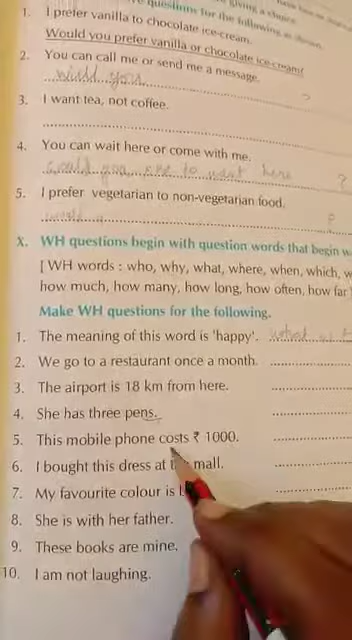 questions for the following as shown.
1. I prefer vanilla to chocolate ice-cream.
Would you prefer vanilla or chocolate ice-cream?
2. You can call me or send me a message.
would you
3. I want tea, not coffee.
4. You can wait here or come with me.
here ?
5. I prefer vegetarian to non-vegetarian food.
X. WH questions begin with question words that begin
[ WH words : who, why, what, where, when, which,
how much, how many, how long, how often, how far
Make WH questions for the following.
1. The meaning of this word is 'happy'. what
2. We go to a restaurant once a month.
3. The airport is 18 km from here.
4. She has three pens.
5. This mobile phone costs ₹ 1000.
6. I bought this dress at mall.
7. My favourite colour is
8. She is with her father.
9. These books are mine.
10. I am not laughing.